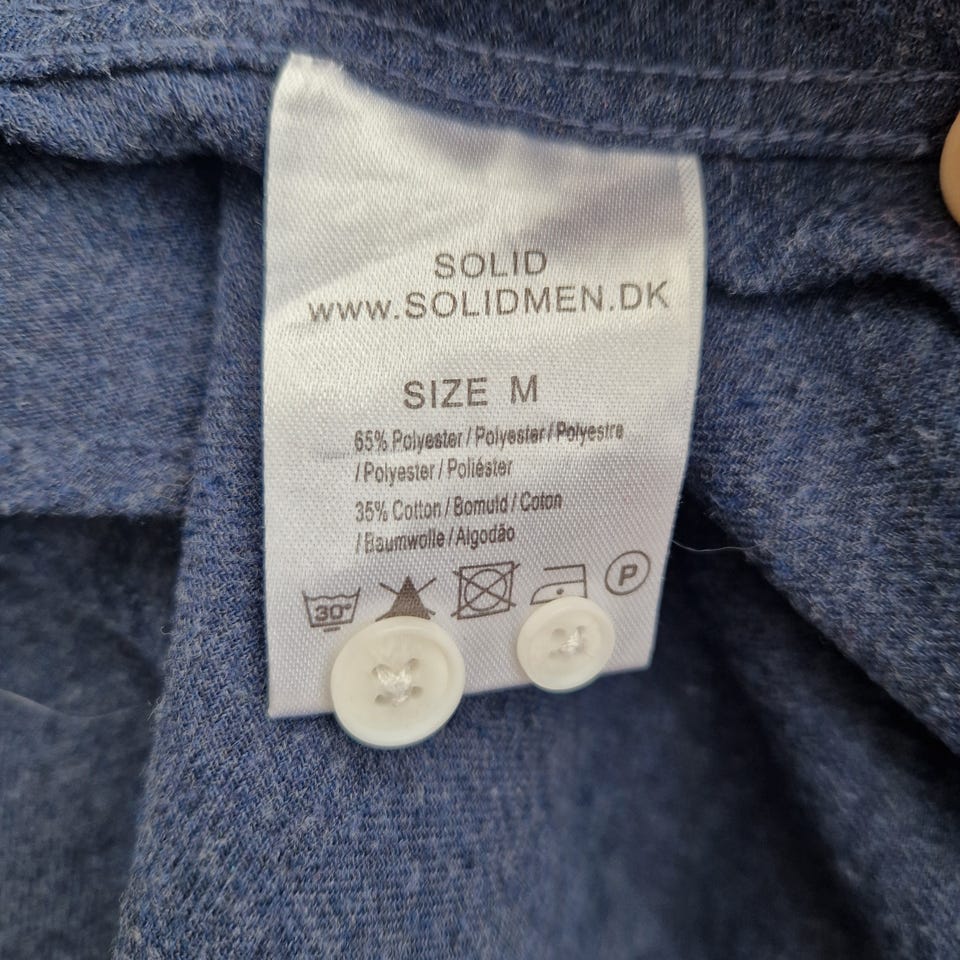 SOLID
WWW.SOLIDMEN.DK
SIZE M
65% Polyester / Polyester / Polyestre
/ Polyester / Poliéster
35% Cotton / Bomuld / Coton
/ Baumwolle / Algodão
30° P